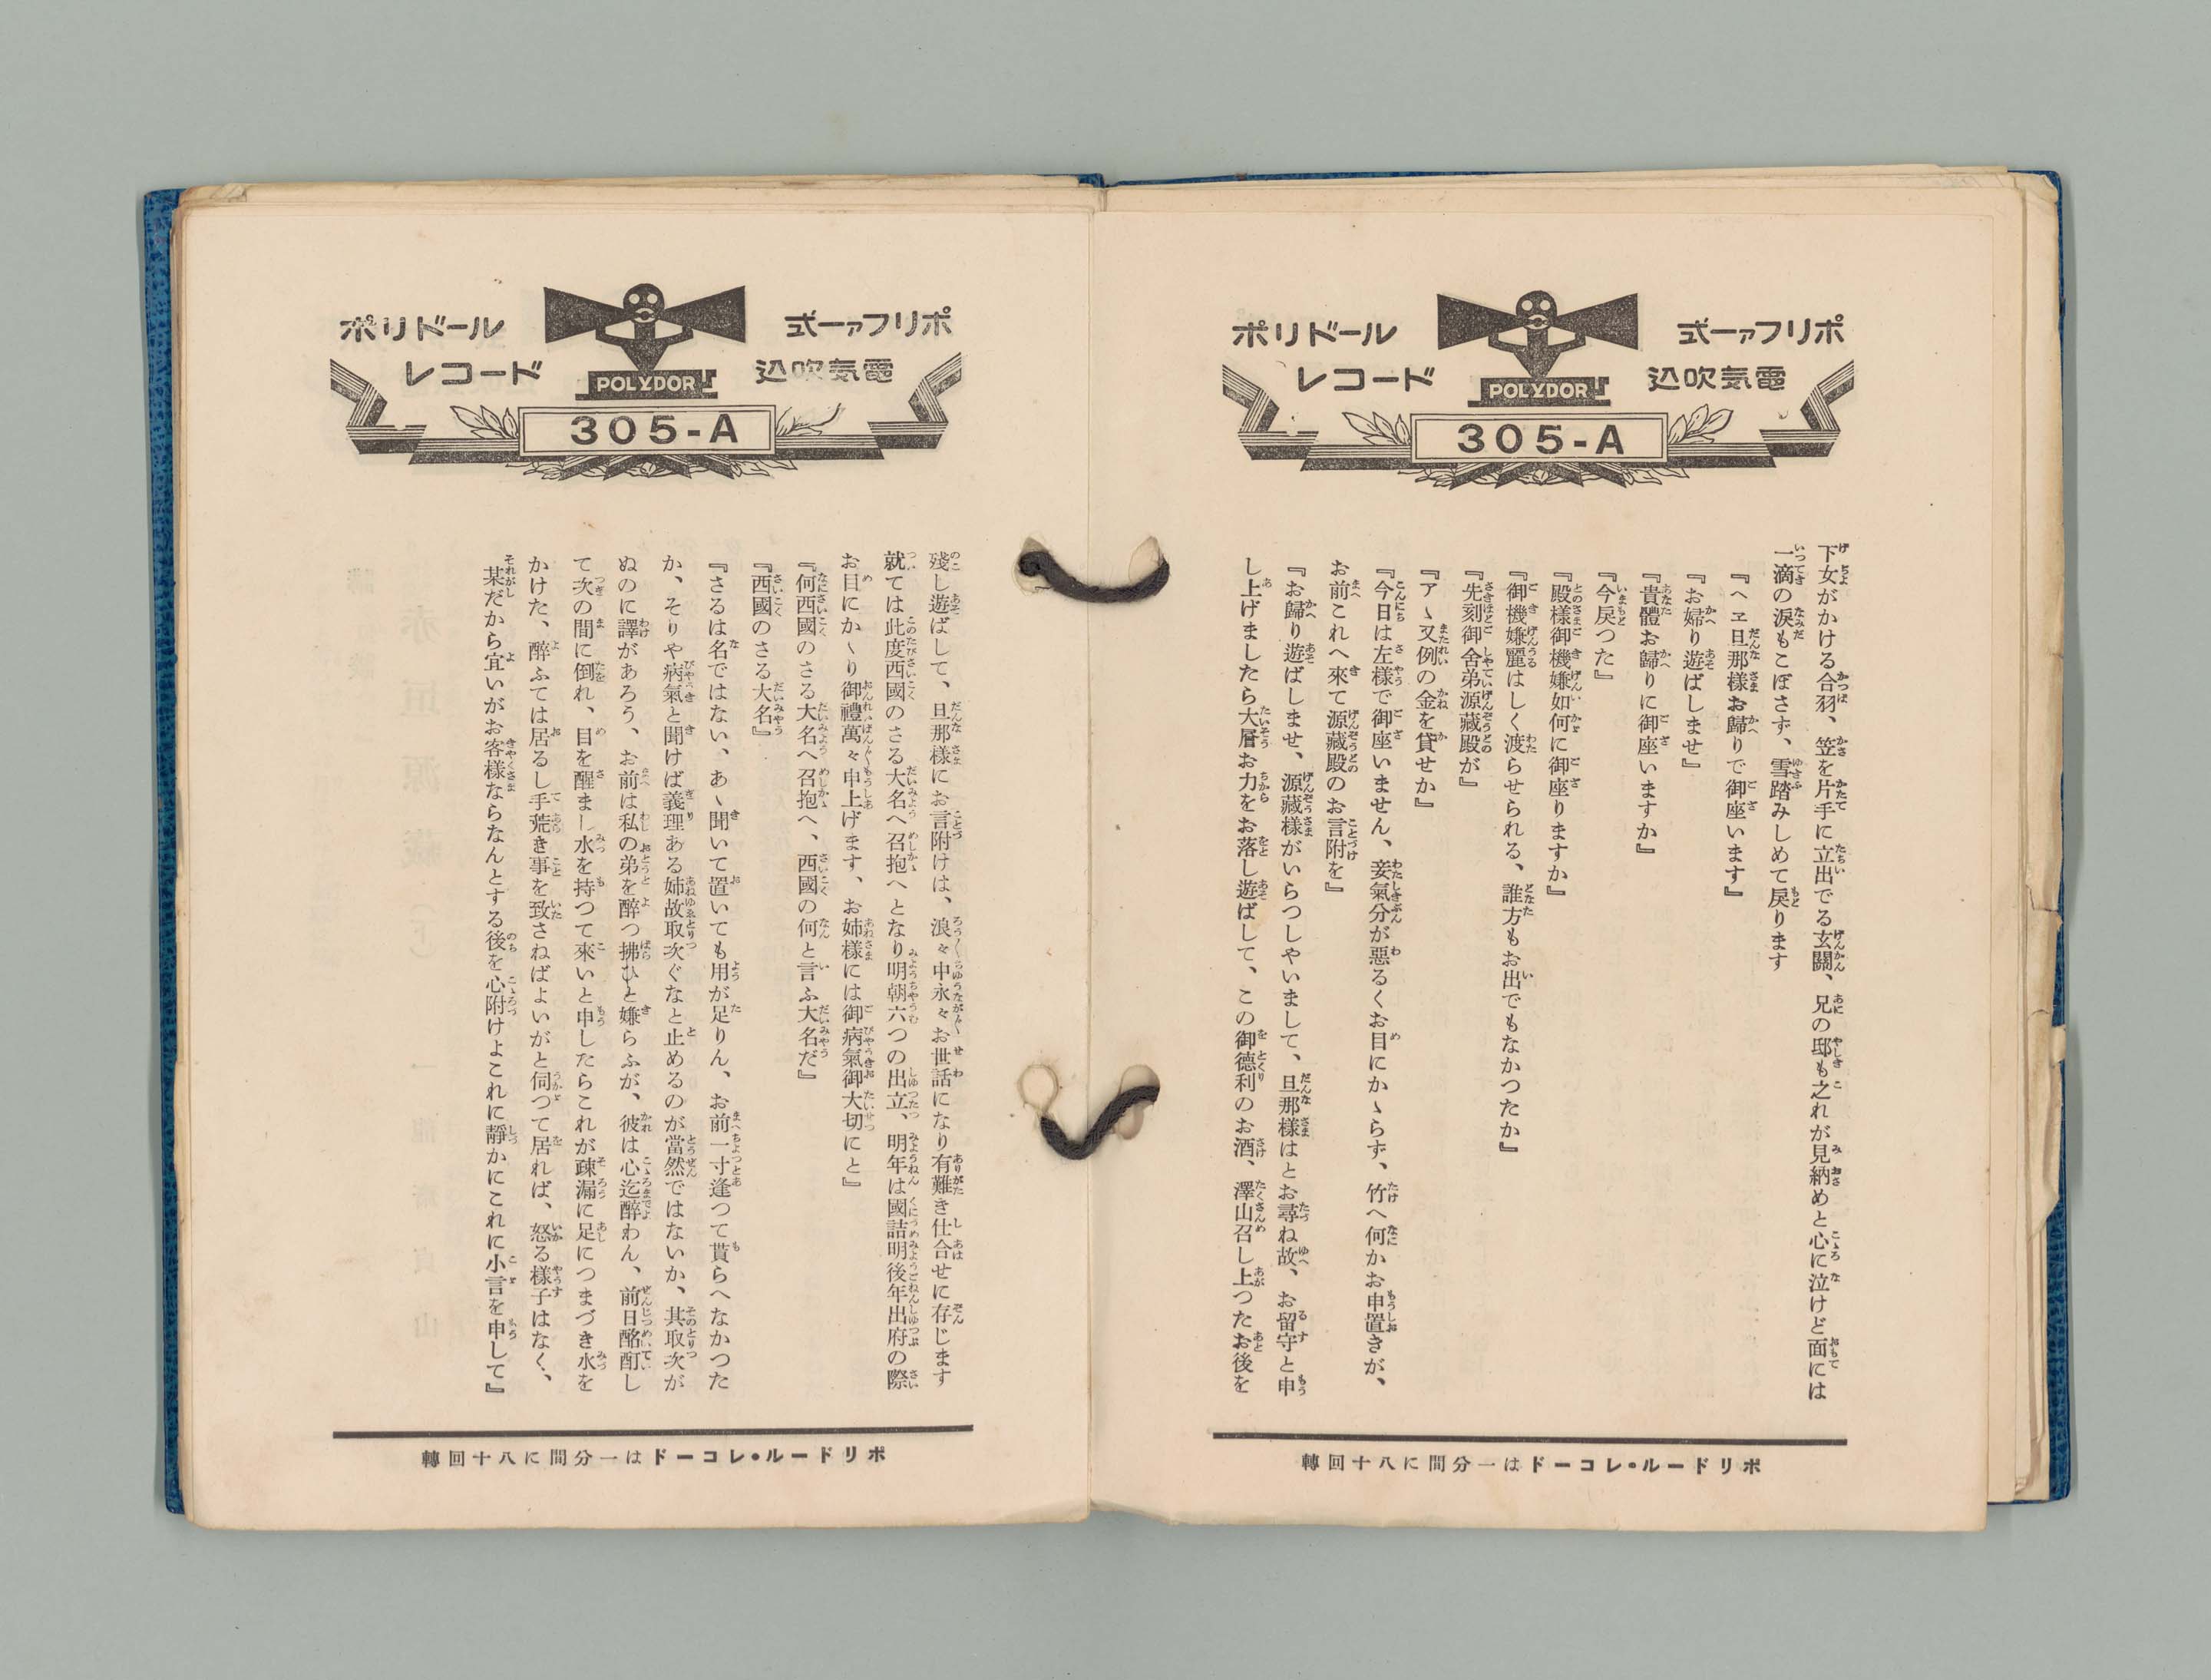 ポリファー式
電気吹込
ポリドール
レコード
POLYDOR
305-A
下女がかける合羽、笠を片手に立出でる玄關、兄の邸も之れが見納めと心に泣けど面には
一滴の涙もこぼさず、雪踏みしめて戻ります
『ヘヱ旦那樣お歸りで御座います』
『お歸り遊ばしませ』
『貴體お歸りに御座いますか』
『今戻つた』
『殿樣御機嫌如何に御座りますか』
『御機嫌麗はしく渡らせられる、誰方もお出でもなかつたか』
『先刻御舍弟源藏殿が』
『アヽ又例の金を貸せか』
『今日は左樣で御座いません、妾氣分が惡るくお目にかゝらず、竹へ何かお申置きが、
お前これへ來て源藏殿のお言附を』
『お歸り遊ばしませ、源藏樣がいらつしやいまして、旦那樣はとお尋ね故、お留守と申
し上げましたら大層お力をお落し遊ばして、この御德利のお酒、澤山召し上つたお後を
ポリドール・レコードは一分間に八十回轉
ポリファー式
電気吹込
ポリドール
レコード
POLYDOR
305-A
殘し遊ばして、旦那樣にお言附けは、浪々中永々お世話になり有難き仕合せに存じます
就ては此度西國のさる大名へ召抱へとなり明朝六つの出立、明年は國詰明後年出府の際
お目にかゝり御禮萬々申上げます、お姉樣には御病氣御大切にと』
『何西國のさる大名へ召抱へ、西國の何と言ふ大名だ』
『西國のさる大名』
『さるは名ではない、あゝ聞いて置いても用が足りん、お前一寸逢つて貰らへなかつた
か、そりや病氣と聞けば義理ある姉故取次ぐなと止めるのが當然ではないか、其取次が
ぬのに譯があろう、お前は私の弟を醉つ拂ひと嫌らふが、彼は心迄醉わん、前日酩酊し
て次の間に倒れ、目を醒まし水を持つて來いと申したらこれが疎漏に足につまづき水を
かけた、醉ふては居るし手荒き事を致さねばよいがと伺つて居れば、怒る樣子はなく、
某だから宜いがお客樣ならなんとする後を心附けよこれに靜かにこれに小言を申して』
ポリドール・レコードは一分間に八十回轉